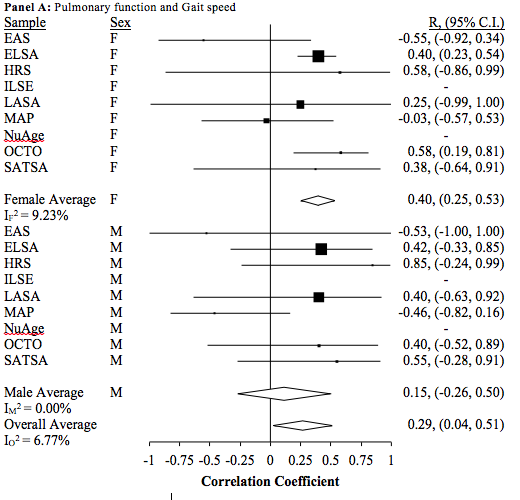 Panel A: Pulmonary function and Gait speed
Sample Sex R, (95% C.I.)
EAS F -0.55, (-0.92, 0.34)
ELSA F 0.40, (0.23, 0.54)
HRS F 0.58, (-0.86, 0.99)
ILSE F -
LASA F 0.25, (-0.99, 1.00)
MAP F -0.03, (-0.57, 0.53)
NuAge F -
OCTO F 0.58, (0.19, 0.81)
SATSA F 0.38, (-0.64, 0.91)
Female Average F 0.40, (0.25, 0.53)
IF² = 9.23%
EAS M -0.53, (-1.00, 1.00)
ELSA M 0.42, (-0.33, 0.85)
HRS M 0.85, (-0.24, 0.99)
ILSE M -
LASA M 0.40, (-0.63, 0.92)
MAP M -0.46, (-0.82, 0.16)
NuAge M -
OCTO M 0.40, (-0.52, 0.89)
SATSA M 0.55, (-0.28, 0.91)
Male Average M 0.15, (-0.26, 0.50)
IM² = 0.00%
Overall Average 0.29, (0.04, 0.51)
IO² = 6.77%
-1 -0.75 -0.5 -0.25 0 0.25 0.5 0.75 1
Correlation Coefficient